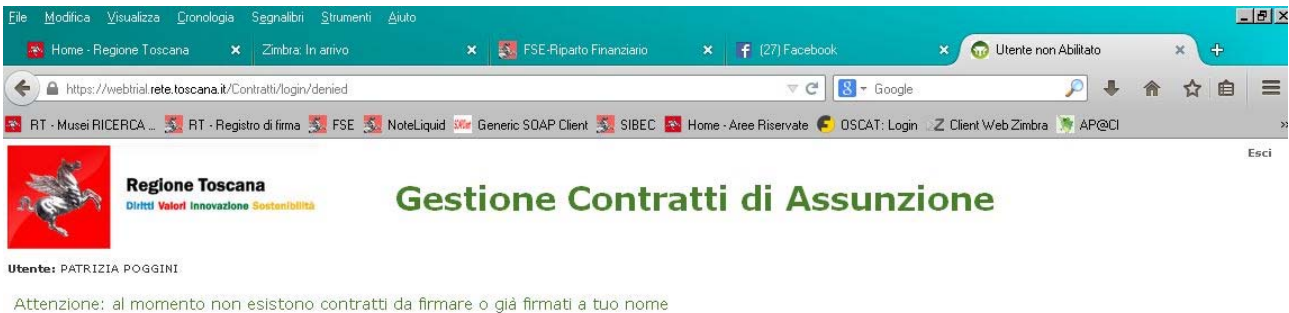 File Modifica Visualizza Cronologia Segnalibri Strumenti Aiuto
Home - Regione Toscana Zimbra: In arrivo FSE-Riparto Finanziario (27) Facebook Utente non Abilitato
https://webtrial.rete.toscana.it/Contratti/login/denied Google
RT - Musei RICERCA ... RT - Registro di firma FSE NoteLiquid Generic SOAP Client SIBEC Home - Aree Riservate OSCAT: Login Client Web Zimbra AP@CI
Esci
Regione Toscana
Diritti Valori Innovazione Sostenibilità
Gestione Contratti di Assunzione
Utente: PATRIZIA POGGINI
Attenzione: al momento non esistono contratti da firmare o già firmati a tuo nome